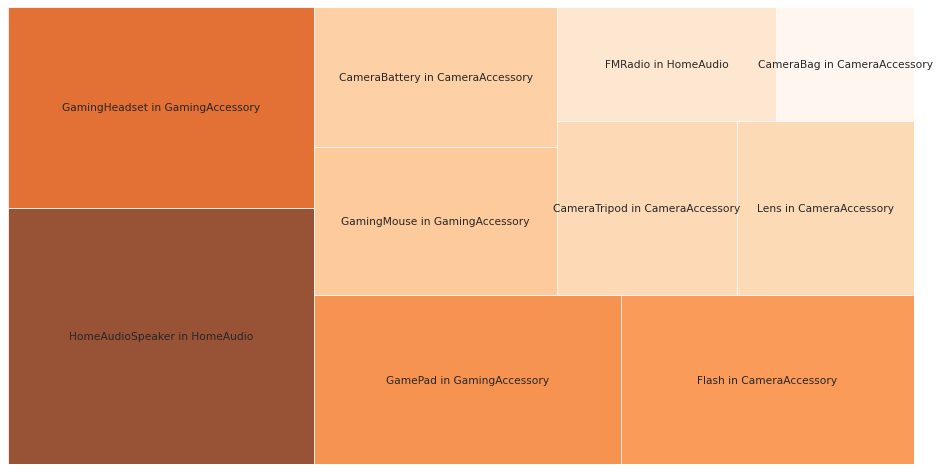 GamingHeadset in GamingAccessory
HomeAudioSpeaker in HomeAudio
CameraBattery in CameraAccessory
GamingMouse in GamingAccessory
GamePad in GamingAccessory
Flash in CameraAccessory
FMRadio in HomeAudio
CameraBag in CameraAccessory
CameraTripod in CameraAccessory
Lens in CameraAccessory